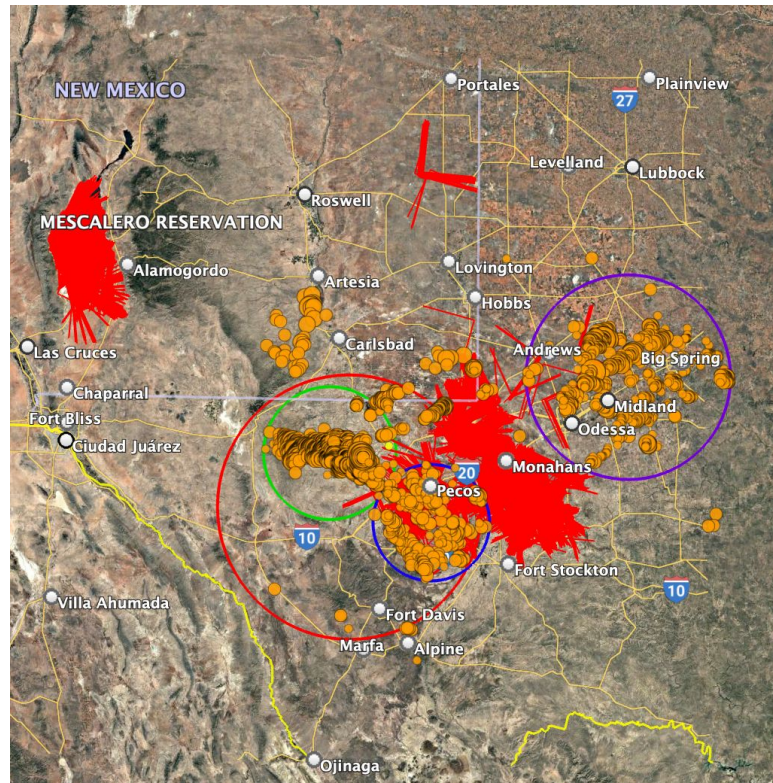 Portales
Plainview
NEW MEXICO
27
Levelland
Lubbock
Roswell
MESCALERO RESERVATION
Alamogordo
Lovington
Artesia
Hobbs
Carlsbad
Andrews
Las Cruces
Big Spring
Chaparral
Midland
Fort Bliss
Odessa
Ciudad Juárez
Monahans
20
Pecos
10
Fort Stockton
10
Villa Ahumada
Fort Davis
Marfa
Alpine
Ojinaga